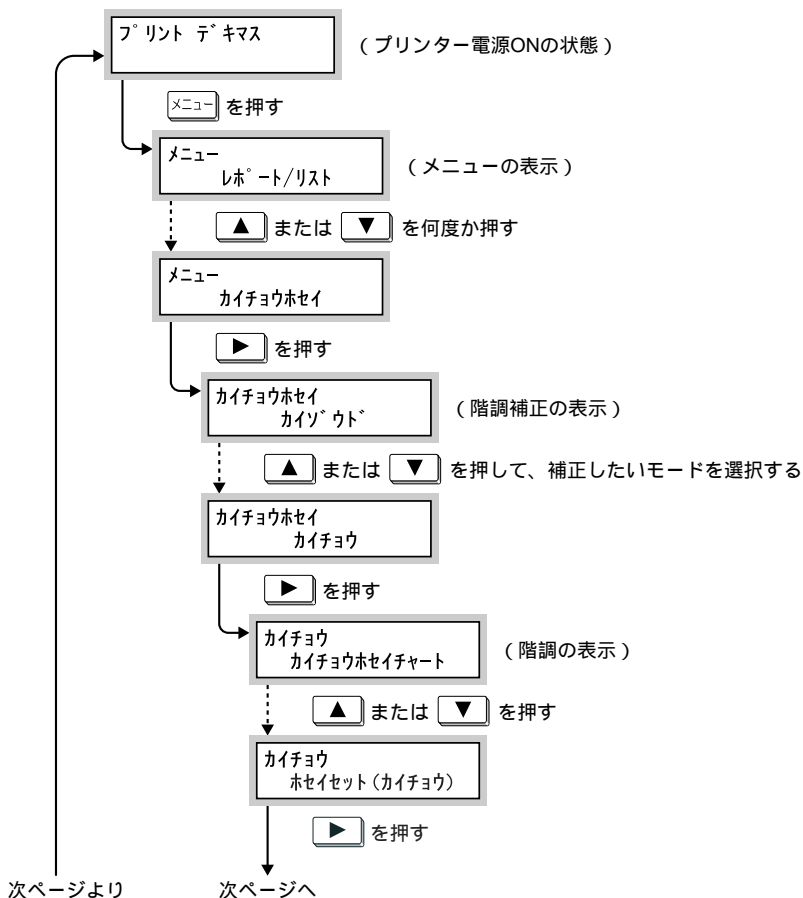 プリント デキマス
(プリンター電源ONの状態)
メニュー を押す
メニュー
レポート/リスト
(メニューの表示)
▲ または ▼ を何度か押す
メニュー
カイチョウホセイ
▶ を押す
カイチョウホセイ
カイゾウド
(階調補正の表示)
▲ または ▼ を押して、補正したいモードを選択する
カイチョウホセイ
カイチョウ
▶ を押す
カイチョウ
カイチョウホセイチャート
(階調の表示)
▲ または ▼ を押す
カイチョウ
ホセイセット(カイチョウ)
▶ を押す
次ページより 次ページへ